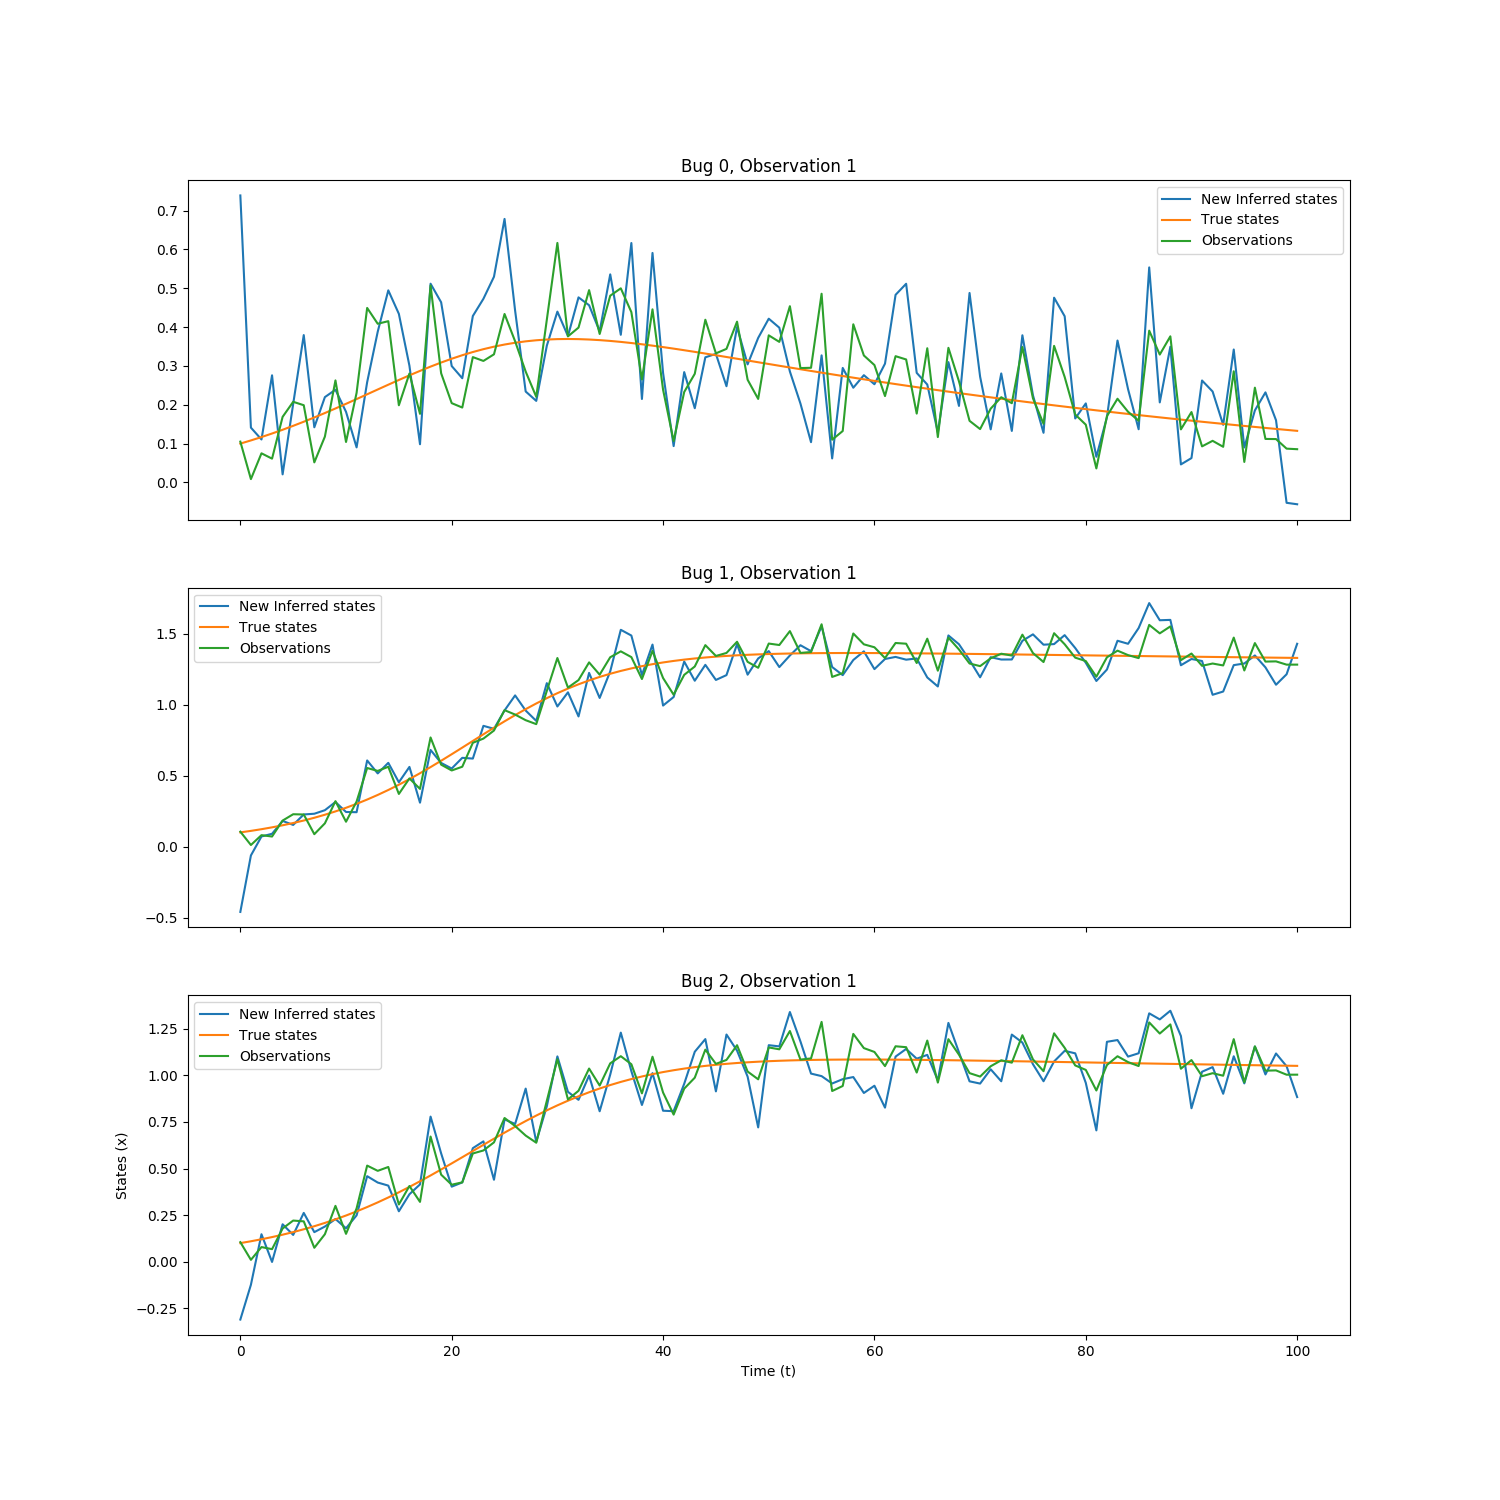 Bug 0, Observation 1
New Inferred states
True states
Observations
0.7
0.6
0.5
0.4
0.3
0.2
0.1
0.0
Bug 1, Observation 1
New Inferred states
True states
Observations
1.5
1.0
0.5
0.0
−0.5
Bug 2, Observation 1
New Inferred states
True states
Observations
1.25
1.00
0.75
0.50
0.25
0.00
−0.25
States (x)
0 20 40 60 80 100
Time (t)